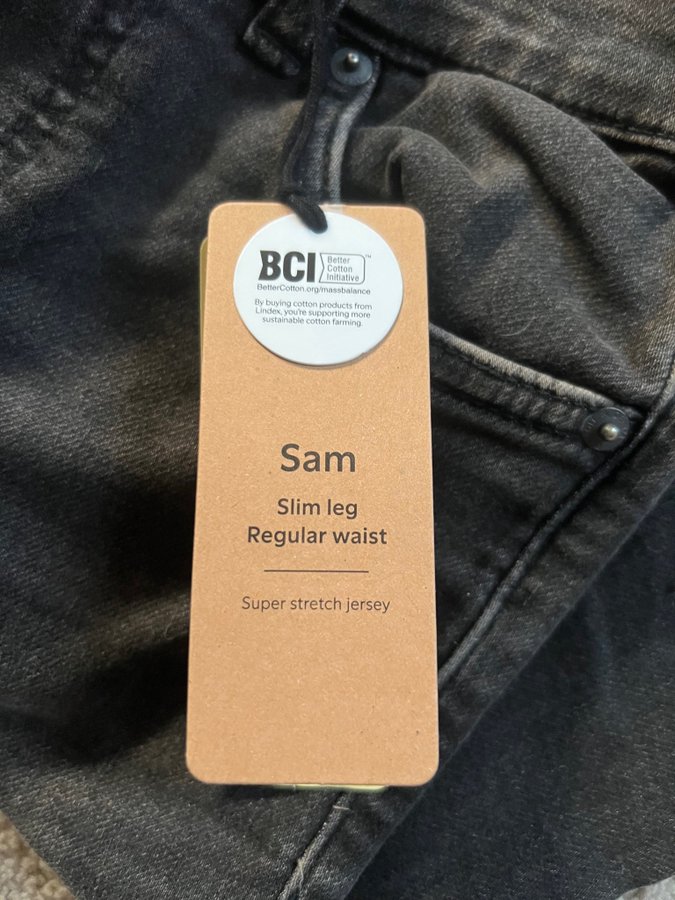 BCI Better
Cotton
Initiative™
BetterCotton.org/massbalance
By buying cotton products from
Lindex, you're supporting more
sustainable cotton farming.
Sam
Slim leg
Regular waist
Super stretch jersey